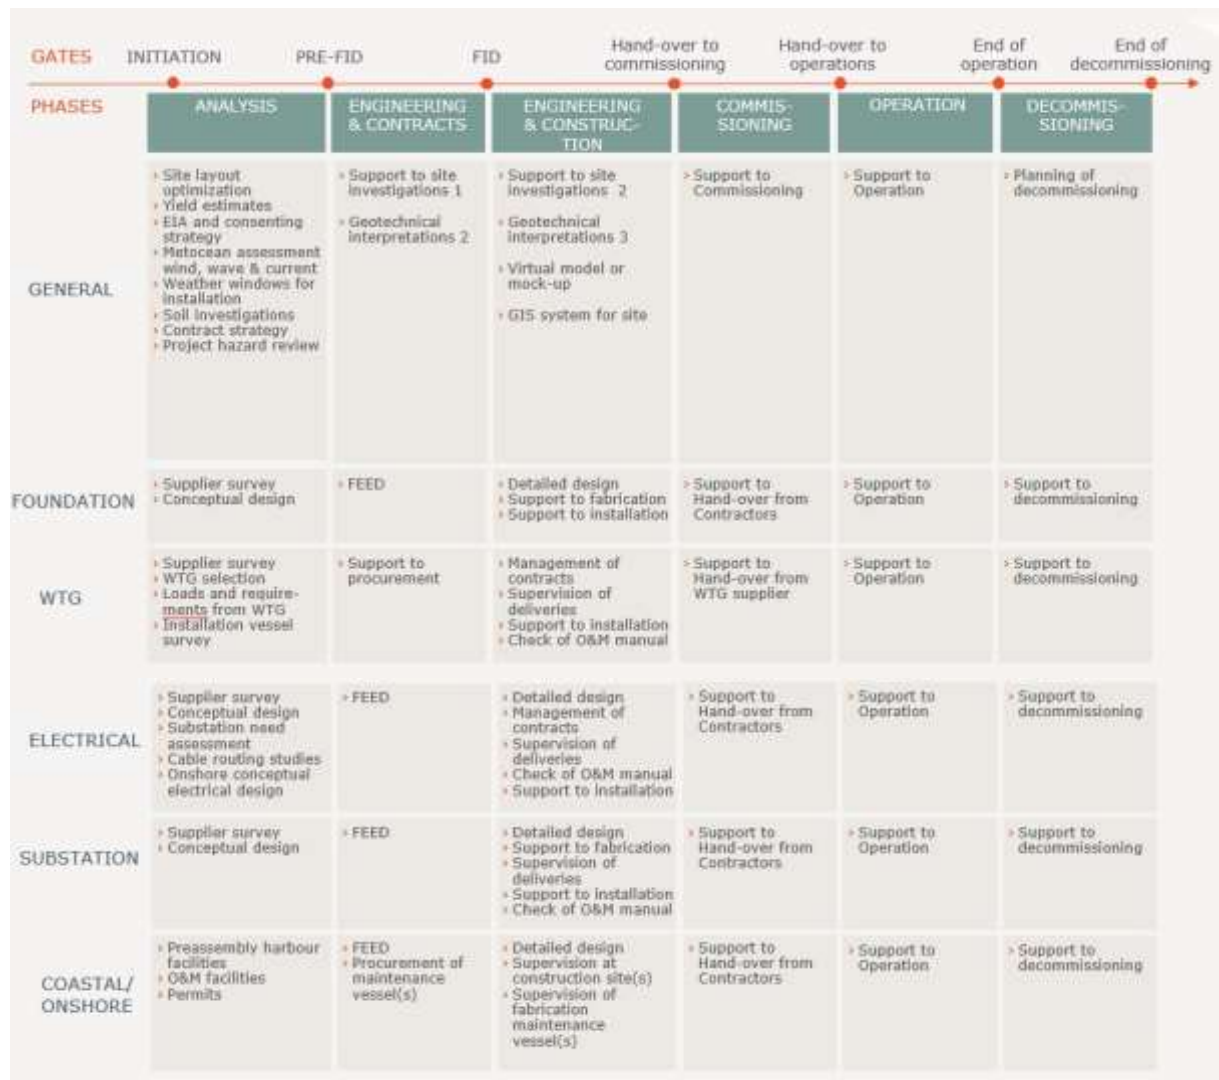 GATES
INITIATION
PRE-FID
FID
Hand-over to
commissioning
Hand-over to
operations
End of
operation
End of
decommissioning
PHASES
ANALYSIS
ENGINEERING
& CONTRACTS
ENGINEERING
& CONSTRUC-
TION
COMMIS-
SIONING
OPERATION
DECOMMIS-
SIONING
GENERAL
› Site layout
optimization
› Yield estimates
› EIA and consenting
strategy
› Metocean assessment
wind, wave & current
› Weather windows for
installation
› Soil investigations
› Contract strategy
› Project hazard review
› Support to site
investigations 1
› Geotechnical
interpretations 2
› Support to site
investigations 2
› Geotechnical
interpretations 3
› Virtual model or
mock-up
› GIS system for site
› Support to
Commissioning
› Support to
Operation
› Planning of
decommissioning
FOUNDATION
› Supplier survey
› Conceptual design
› FEED
› Detailed design
› Support to fabrication
› Support to installation
› Support to
Hand-over from
Contractors
› Support to
Operation
› Support to
decommissioning
WTG
› Supplier survey
› WTG selection
› Loads and require-
ments from WTG
› Installation vessel
survey
› Support to
procurement
› Management of
contracts
› Supervision of
deliveries
› Support to installation
› Check of O&M manual
› Support to
Hand-over from
WTG supplier
› Support to
Operation
› Support to
decommissioning
ELECTRICAL
› Supplier survey
› Conceptual design
› Substation need
assessment
› Cable routing studies
› Onshore conceptual
electrical design
› FEED
› Detailed design
› Management of
contracts
› Supervision of
deliveries
› Check of O&M manual
› Support to installation
› Support to
Hand-over from
Contractors
› Support to
Operation
› Support to
decommissioning
SUBSTATION
› Supplier survey
› Conceptual design
› FEED
› Detailed design
› Support to fabrication
› Supervision of
deliveries
› Support to installation
› Check of O&M manual
› Support to
Hand-over from
Contractors
› Support to
Operation
› Support to
decommissioning
COASTAL/
ONSHORE
› Preassembly harbour
facilities
› O&M facilities
› Permits
› FEED
› Procurement of
maintenance
vessel(s)
› Detailed design
› Supervision at
construction site(s)
› Supervision of
fabrication
maintenance
vessel(s)
› Support to
Hand-over from
Contractors
› Support to
Operation
› Support to
decommissioning